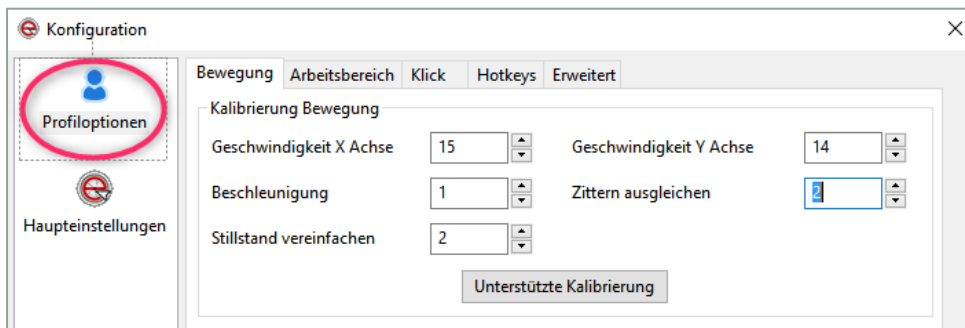 Konfiguration
Profiloptionen
Haupteinstellungen
Bewegung Arbeitsbereich Klick Hotkeys Erweitert
Kalibrierung Bewegung
Geschwindigkeit X Achse 15 Geschwindigkeit Y Achse 14
Beschleunigung 1 Zittern ausgleichen 2
Stillstand vereinfachen 2
Unterstützte Kalibrierung